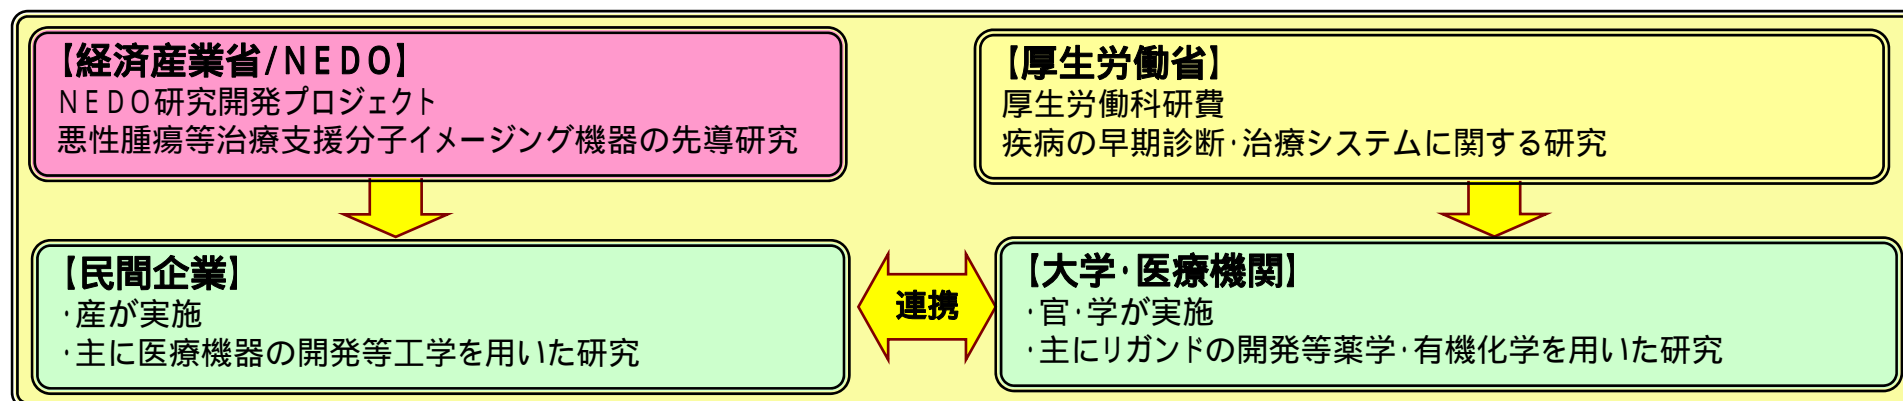 【経済産業省/NEDO】
NEDO研究開発プロジェクト
悪性腫瘍等治療支援分子イメージング機器の先導研究
【厚生労働省】
厚生労働科研費
疾病の早期診断・治療システムに関する研究
【民間企業】
・産が実施
・主に医療機器の開発等工学を用いた研究
連携
【大学・医療機関】
・官・学が実施
・主にリガンドの開発等薬学・有機化学を用いた研究